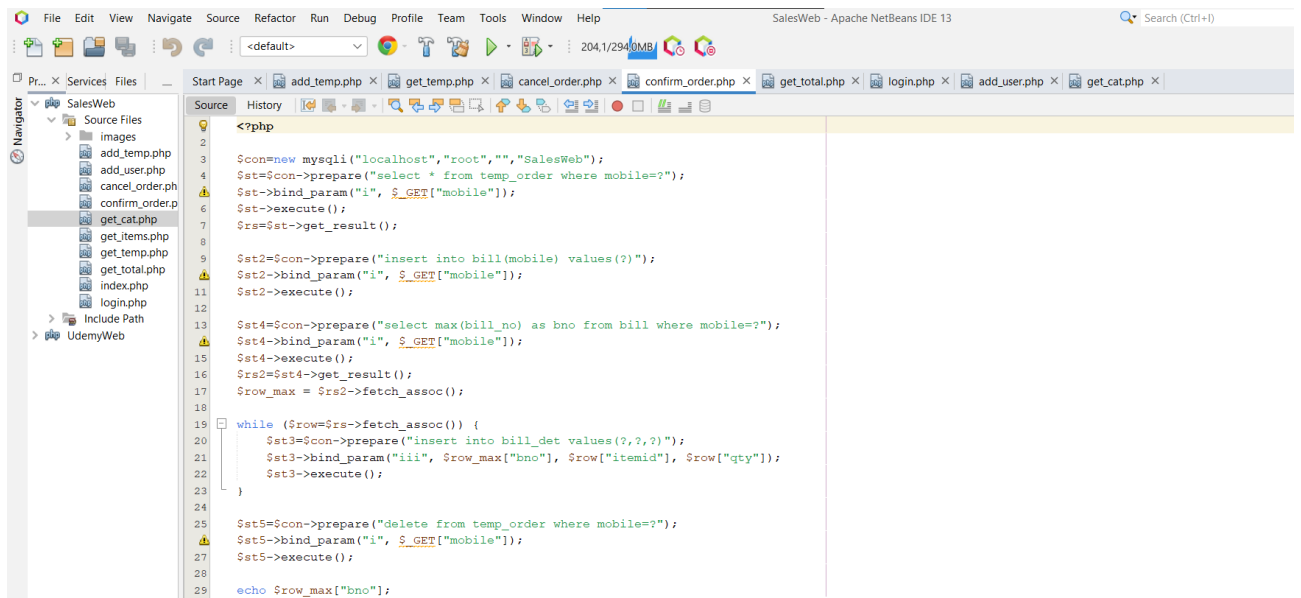 File Edit View Navigate Source Refactor Run Debug Profile Team Tools Window Help SalesWeb - Apache NetBeans IDE 13 Search (Ctrl+I)
<default> 204,1/294,0MB
Pr... × Services Files Start Page × add_temp.php × get_temp.php × cancel_order.php × confirm_order.php × get_total.php × login.php × add_user.php × get_cat.php ×
Navigator
SalesWeb
Source Files
images
add_temp.php
add_user.php
cancel_order.ph
confirm_order.p
get_cat.php
get_items.php
get_temp.php
get_total.php
index.php
login.php
Include Path
UdemyWeb
Source History
<?php
2
3 $con=new mysqli("localhost","root","","SalesWeb");
4 $st=$con->prepare("select * from temp_order where mobile=?");
$st->bind_param("i", $_GET["mobile"]);
6 $st->execute();
7 $rs=$st->get_result();
8
9 $st2=$con->prepare("insert into bill(mobile) values(?)");
$st2->bind_param("i", $_GET["mobile"]);
11 $st2->execute();
12
13 $st4=$con->prepare("select max(bill_no) as bno from bill where mobile=?");
$st4->bind_param("i", $_GET["mobile"]);
15 $st4->execute();
16 $rs2=$st4->get_result();
17 $row_max = $rs2->fetch_assoc();
18
19 while ($row=$rs->fetch_assoc()) {
20 $st3=$con->prepare("insert into bill_det values(?,?,?)");
21 $st3->bind_param("iii", $row_max["bno"], $row["itemid"], $row["qty"]);
22 $st3->execute();
23 }
24
25 $st5=$con->prepare("delete from temp_order where mobile=?");
$st5->bind_param("i", $_GET["mobile"]);
27 $st5->execute();
28
29 echo $row_max["bno"];